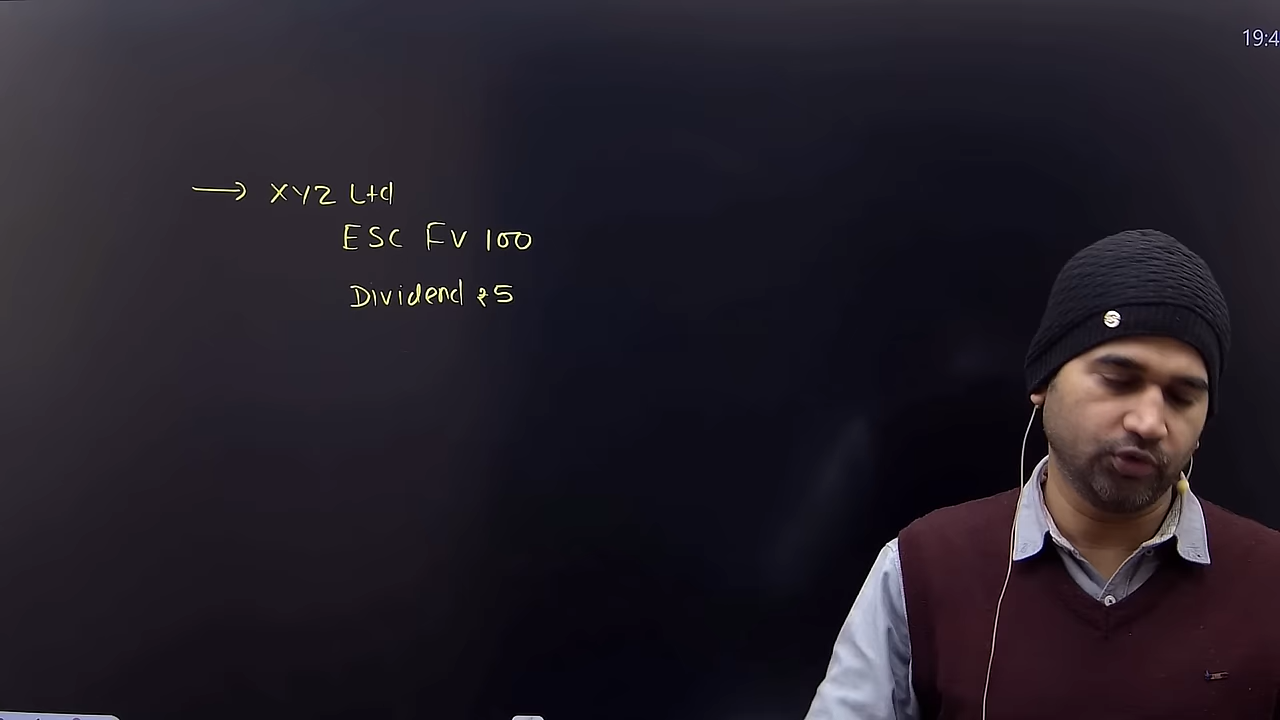 19:4
→ XYZ Ltd
ESC FV 100
Dividend ₹5